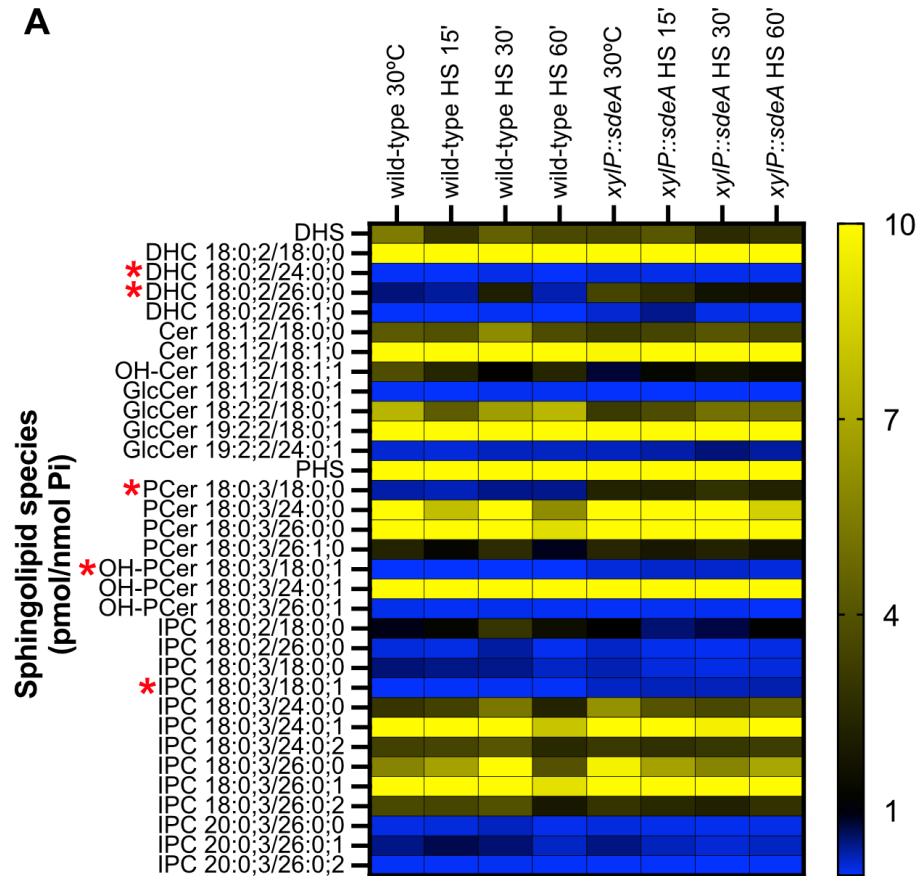 A
wild-type 30ºC
wild-type HS 15'
wild-type HS 30'
wild-type HS 60'
xylP::sdeA 30ºC
xylP::sdeA HS 15'
xylP::sdeA HS 30'
xylP::sdeA HS 60'
Sphingolipid species
(pmol/nmol Pi)
DHS
DHC 18:0;2/18:0;0
* DHC 18:0;2/24:0;0
* DHC 18:0;2/26:0;0
DHC 18:0;2/26:1;0
Cer 18:1;2/18:0;0
Cer 18:1;2/18:1;0
OH-Cer 18:1;2/18:1;1
GlcCer 18:1;2/18:0;1
GlcCer 18:2;2/18:0;1
GlcCer 19:2;2/18:0;1
GlcCer 19:2;2/24:0;1
PHS
* PCer 18:0;3/18:0;0
PCer 18:0;3/24:0;0
PCer 18:0;3/26:0;0
PCer 18:0;3/26:1;0
* OH-PCer 18:0;3/18:0;1
OH-PCer 18:0;3/24:0;1
OH-PCer 18:0;3/26:0;1
IPC 18:0;2/18:0;0
IPC 18:0;2/26:0;0
IPC 18:0;3/18:0;0
* IPC 18:0;3/18:0;1
IPC 18:0;3/24:0;0
IPC 18:0;3/24:0;1
IPC 18:0;3/24:0;2
IPC 18:0;3/26:0;0
IPC 18:0;3/26:0;1
IPC 18:0;3/26:0;2
IPC 20:0;3/26:0;0
IPC 20:0;3/26:0;1
IPC 20:0;3/26:0;2
10
7
4
1